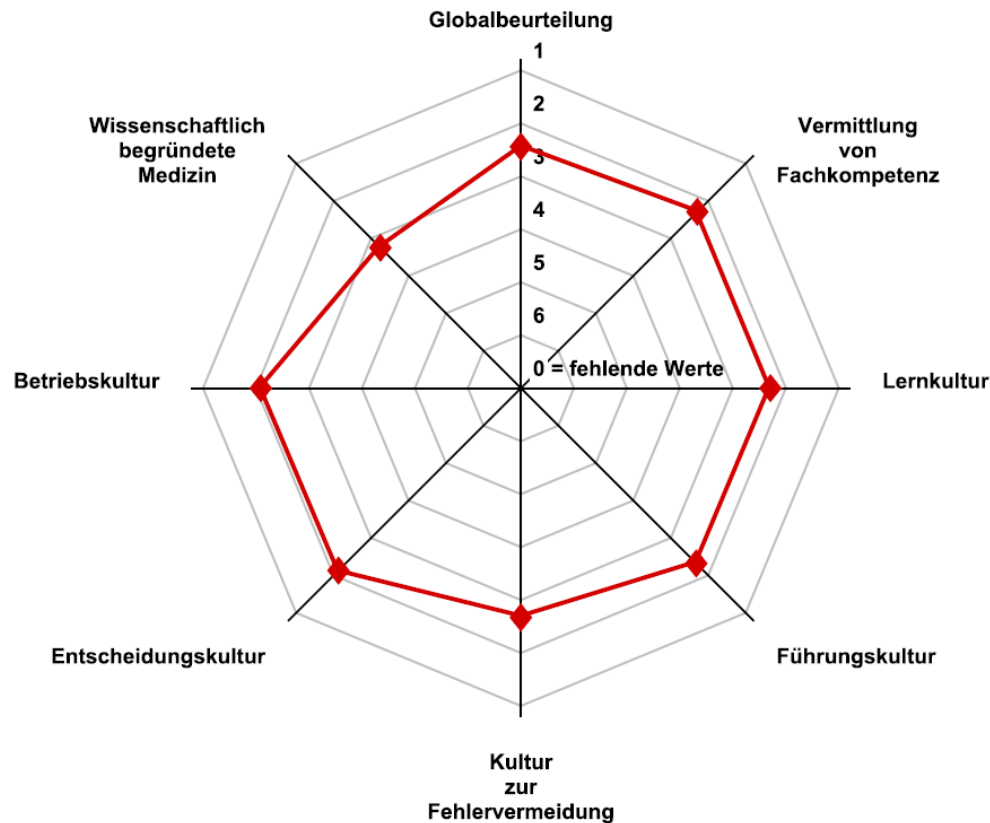 Globalbeurteilung
1
2
3
4
5
6
0 = fehlende Werte
Vermittlung
von
Fachkompetenz
Lernkultur
Führungskultur
Kultur
zur
Fehlervermeidung
Entscheidungskultur
Betriebskultur
Wissenschaftlich
begründete
Medizin